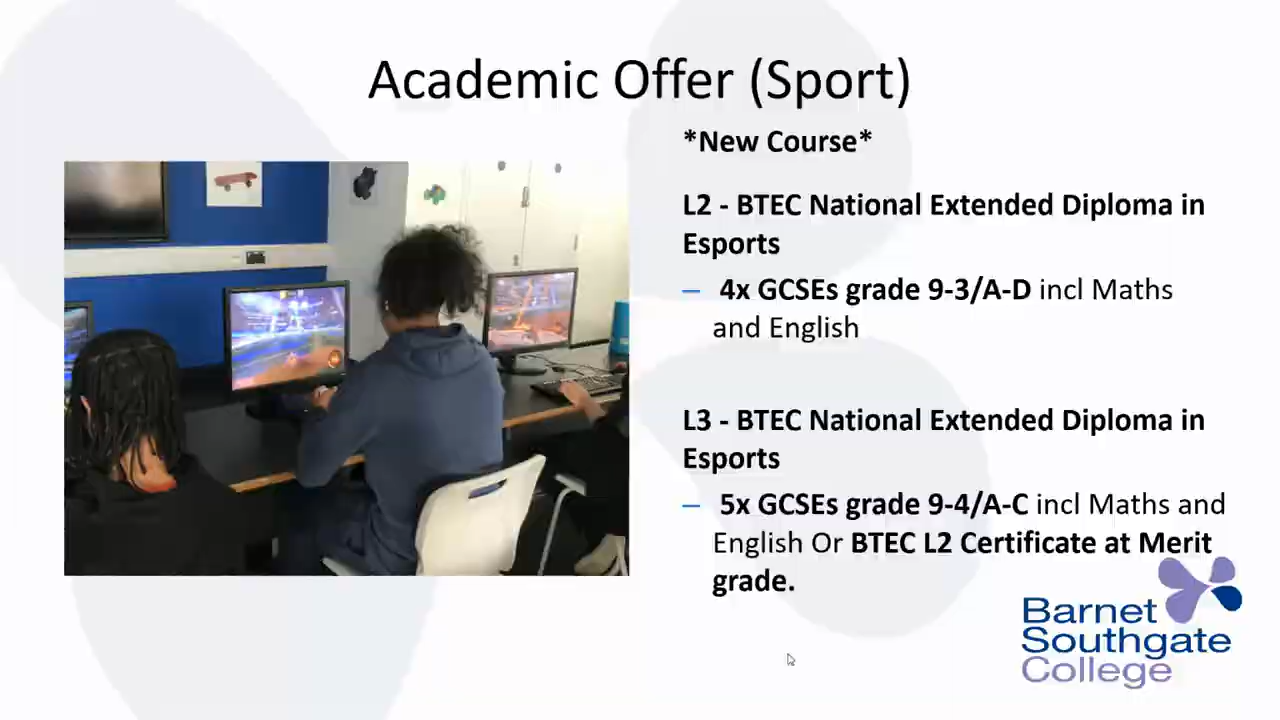 Academic Offer (Sport)
*New Course*
L2 - BTEC National Extended Diploma in
Esports
– 4x GCSEs grade 9-3/A-D incl Maths
and English
L3 - BTEC National Extended Diploma in
Esports
– 5x GCSEs grade 9-4/A-C incl Maths and
English Or BTEC L2 Certificate at Merit
grade.
Barnet
Southgate
College